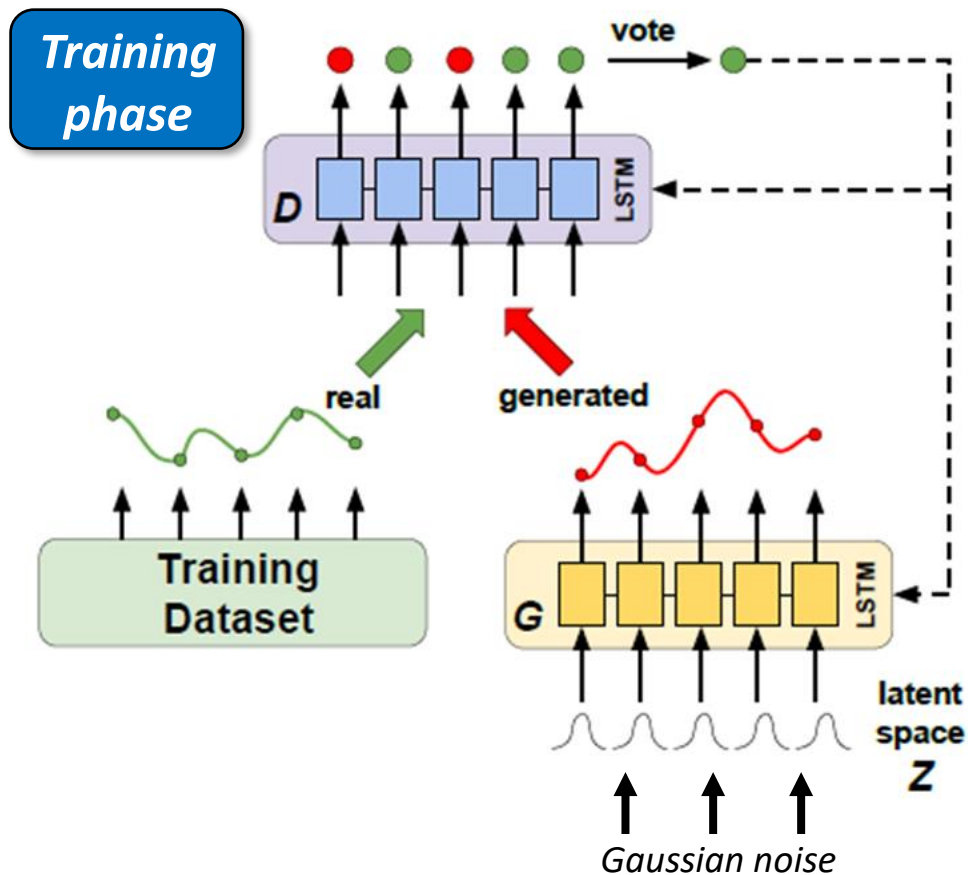 Training
phase
vote
D
LSTM
real
generated
Training
Dataset
G
LSTM
latent
space
Z
Gaussian noise